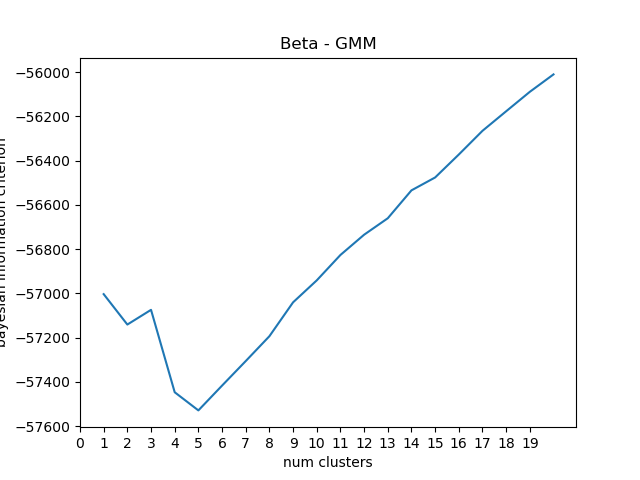 Beta - GMM
−56000
−56200
−56400
−56600
−56800
−57000
−57200
−57400
−57600
bayesian information criterion
0 1 2 3 4 5 6 7 8 9 10 11 12 13 14 15 16 17 18 19
num clusters